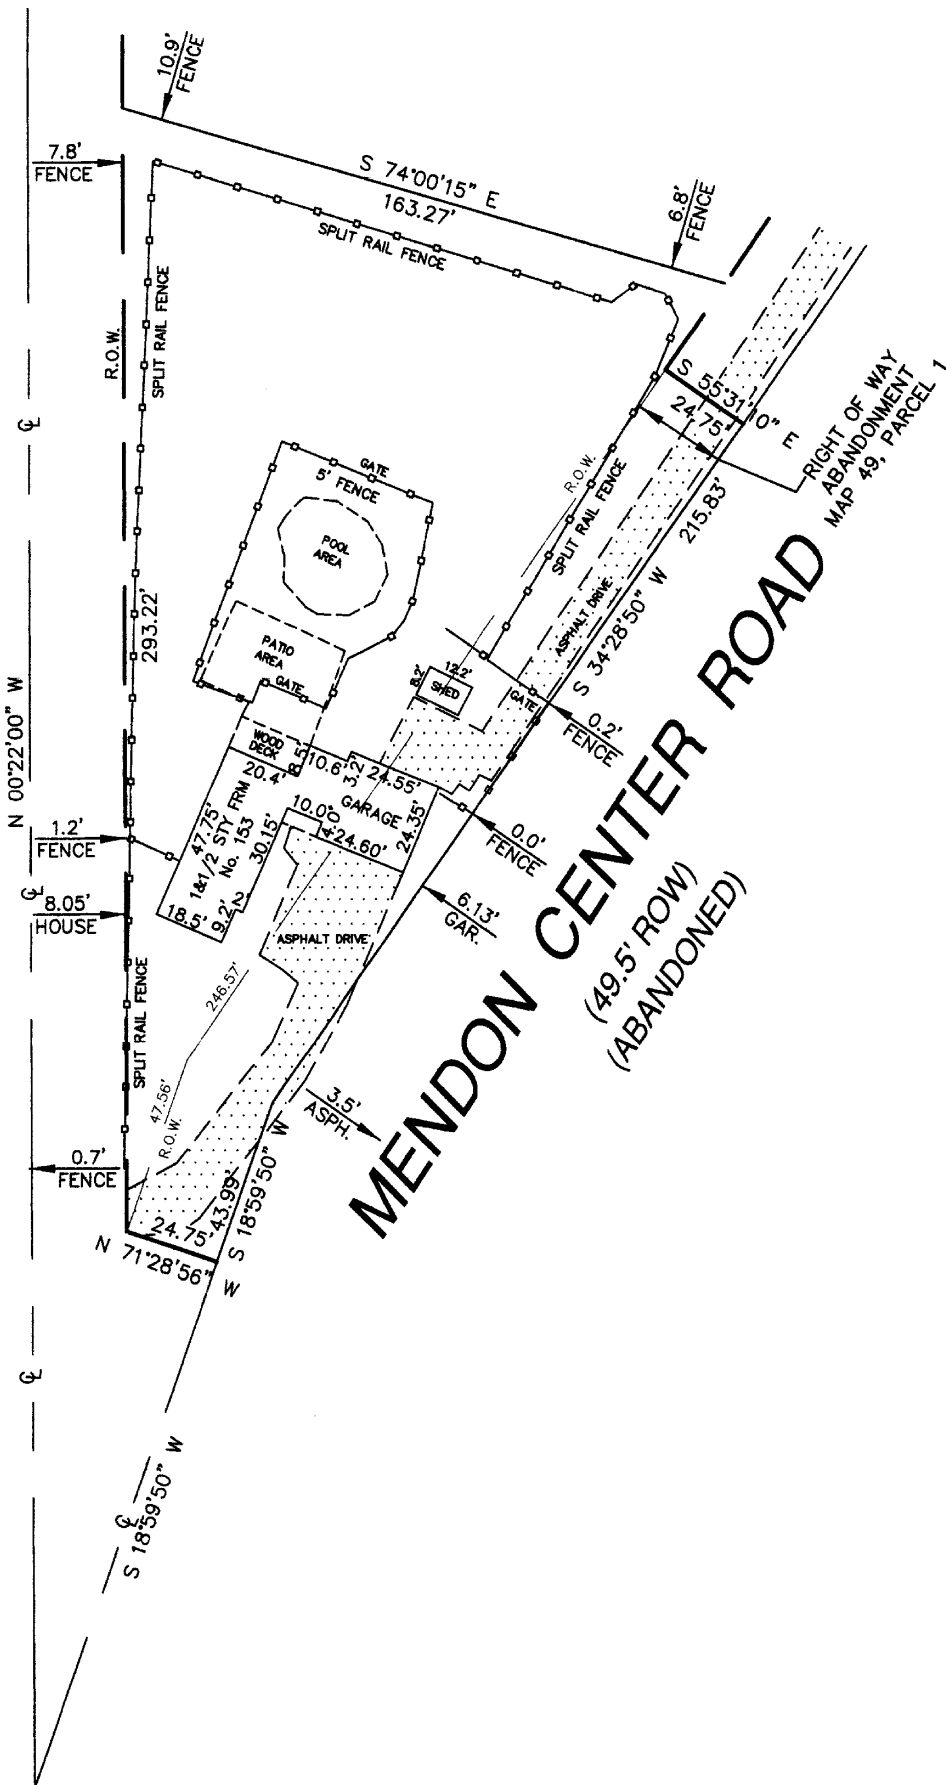 10.9'
FENCE
7.8'
FENCE
S 74°00'15" E
163.27'
SPLIT RAIL FENCE
6.8'
FENCE
R.O.W.
SPLIT RAIL FENCE
℄
S 55°31'10" E
24.75'
RIGHT OF WAY
ABANDONMENT
MAP 49, PARCEL 1
GATE
5' FENCE
R.O.W.
SPLIT RAIL FENCE
215.83'
POOL
AREA
293.22'
ASPHALT DRIVE
S 34°28'50" W
PATIO
AREA
GATE
8.2'
12.2'
SHED
GATE
N 00°22'00" W
0.2'
FENCE
WOOD
DECK
8.5'
20.4'
10.6'
3.2'
24.55'
GARAGE
10.0'
4.0'
24.60'
24.35'
47.75'
1&1/2 STY FRM
No. 153
30.15'
1.2'
FENCE
0.0'
FENCE
℄
8.05'
HOUSE
18.5'
9.2'
2'
6.13'
GAR.
ASPHALT DRIVE
MENDON CENTER ROAD
(49.5' ROW)
(ABANDONED)
SPLIT RAIL FENCE
246.57'
47.56'
R.O.W.
3.5'
ASPH.
0.7'
FENCE
24.75'
43.99'
S 18°59'50" W
N 71°28'56" W
℄
℄
S 18°59'50" W